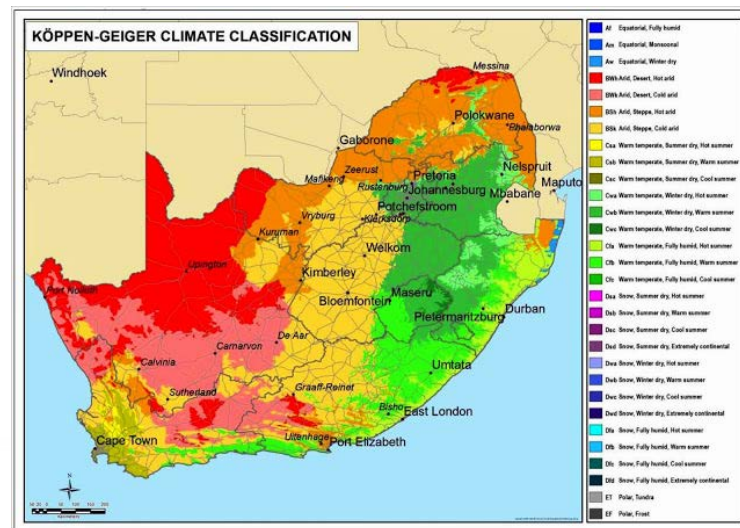 KÖPPEN-GEIGER CLIMATE CLASSIFICATION
Windhoek
Messina
Polokwane
Phalaborwa
Gaborone
Zeerust
Pretoria
Nelspruit
Mafikeng
Rustenburg
Johannesburg
Maputo
Mbabane
Potchefstroom
Vryburg
Klerksdorp
Kuruman
Welkom
Upington
Kimberley
Port Nolloth
Bloemfontein
Maseru
Durban
Pietermaritzburg
De Aar
Carnarvon
Calvinia
Umtata
Sutherland
Graaff-Reinet
Bisho
East London
Cape Town
Uitenhage
Port Elizabeth
N
Af Equatorial, Fully humid
Am Equatorial, Monsoonal
Aw Equatorial, Winter dry
BWh Arid, Desert, Hot arid
BWk Arid, Desert, Cold arid
BSh Arid, Steppe, Hot arid
BSk Arid, Steppe, Cold arid
Csa Warm temperate, Summer dry, Hot summer
Csb Warm temperate, Summer dry, Warm summer
Csc Warm temperate, Summer dry, Cool summer
Cwa Warm temperate, Winter dry, Hot summer
Cwb Warm temperate, Winter dry, Warm summer
Cwc Warm temperate, Winter dry, Cool summer
Cfa Warm temperate, Fully humid, Hot summer
Cfb Warm temperate, Fully humid, Warm summer
Cfc Warm temperate, Fully humid, Cool summer
Dsa Snow, Summer dry, Hot summer
Dsb Snow, Summer dry, Warm summer
Dsc Snow, Summer dry, Cool summer
Dsd Snow, Summer dry, Extremely continental
Dwa Snow, Winter dry, Hot summer
Dwb Snow, Winter dry, Warm summer
Dwc Snow, Winter dry, Cool summer
Dwd Snow, Winter dry, Extremely continental
Dfa Snow, Fully humid, Hot summer
Dfb Snow, Fully humid, Warm summer
Dfc Snow, Fully humid, Cool summer
Dfd Snow, Fully humid, Extremely continental
ET Polar, Tundra
EF Polar, Frost